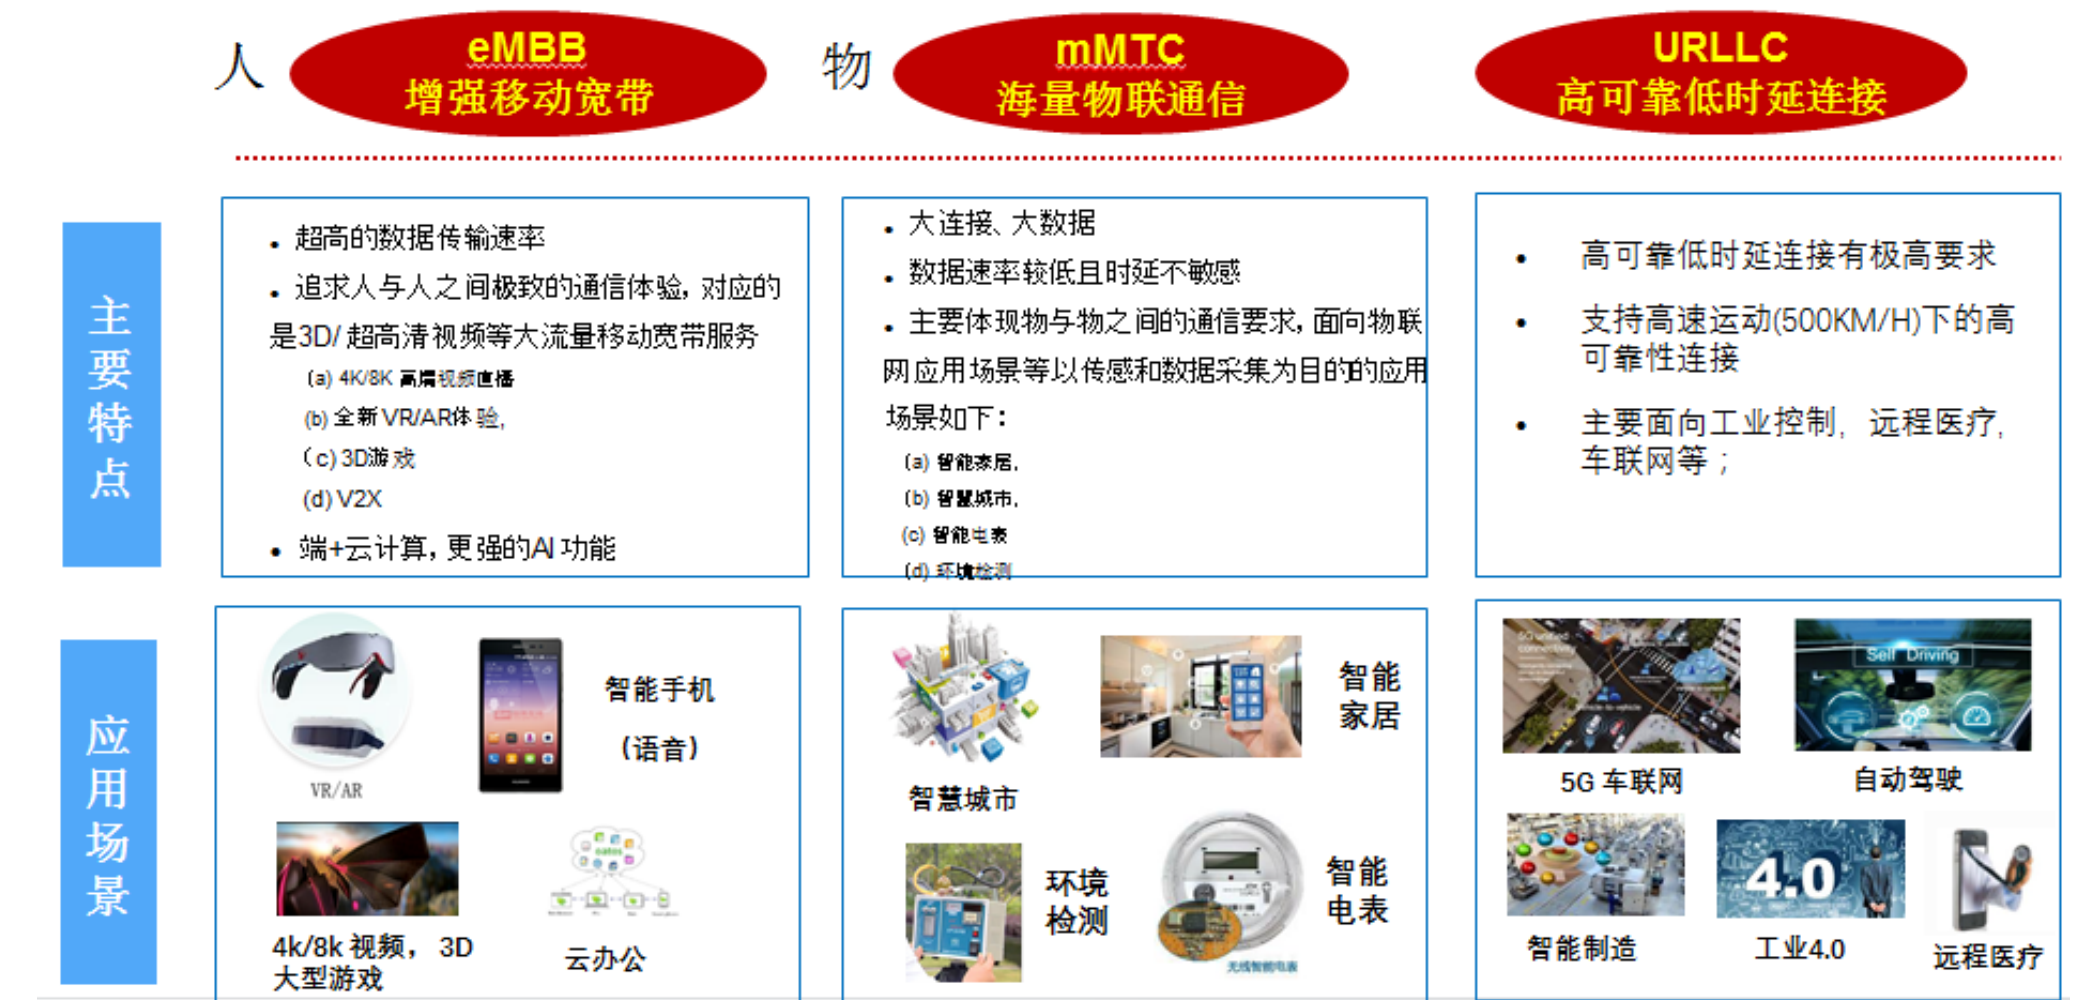 人
eMBB
增强移动宽带
物
mMTC
海量物联通信
URLLC
高可靠低时延连接
主要特点
• 超高的数据传输速率
• 追求人与人之间极致的通信体验, 对应的
是3D/ 超高清视频等大流量移动宽带服务
(a) 4K/8K 高清视频直播
(b) 全新 VR/AR体验,
(c) 3D游戏
(d) V2X
• 端+云计算, 更强的AI 功能
• 大连接、大数据
• 数据速率较低且时延不敏感
• 主要体现物与物之间的通信要求, 面向物联
网应用场景等以传感和数据采集为目的的应用
场景如下：
(a) 智能家居,
(b) 智慧城市,
(c) 智能电表
(d) 环境检测
• 高可靠低时延连接有极高要求
• 支持高速运动(500KM/H)下的高
可靠性连接
• 主要面向工业控制, 远程医疗,
车联网等；
应用场景
VR/AR
智能手机
（语音）
4k/8k 视频， 3D
大型游戏
云办公
智慧城市
智能
家居
环境
检测
智能
电表
无线智能电表
5G unified
connectivity
vehicle-to-vehicle
5G 车联网
Self Driving
自动驾驶
智能制造
4.0
工业4.0
远程医疗